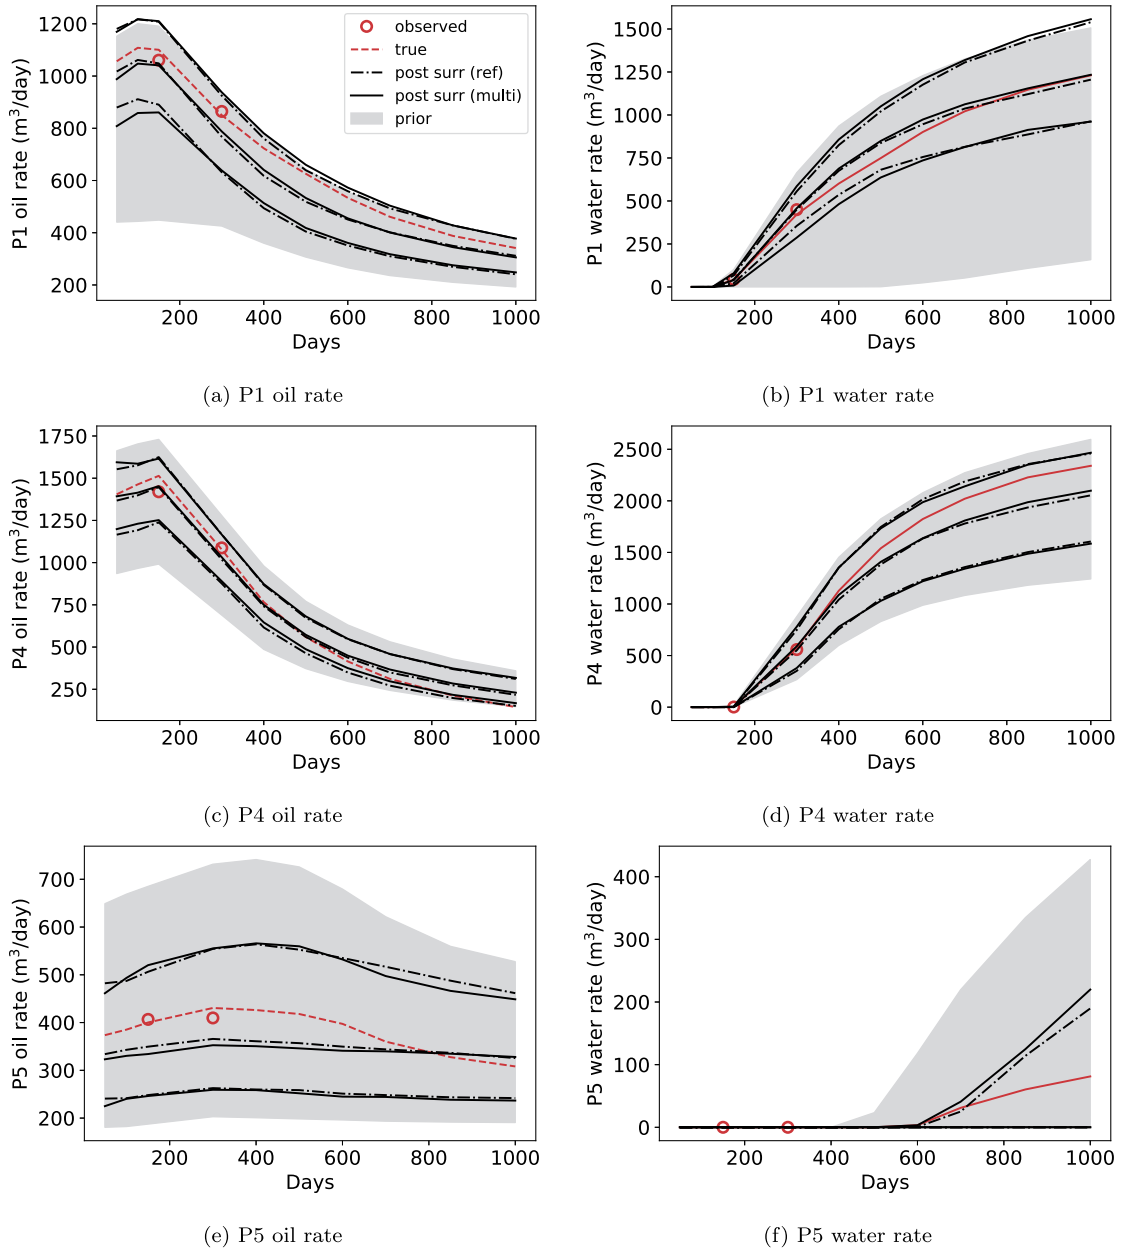 1200
1000
800
600
400
200
P1 oil rate (m³/day)
200 400 600 800 1000
Days
observed
true
post surr (ref)
post surr (multi)
prior
(a) P1 oil rate
1500
1250
1000
750
500
250
0
P1 water rate (m³/day)
200 400 600 800 1000
Days
(b) P1 water rate
1750
1500
1250
1000
750
500
250
P4 oil rate (m³/day)
200 400 600 800 1000
Days
(c) P4 oil rate
2500
2000
1500
1000
500
0
P4 water rate (m³/day)
200 400 600 800 1000
Days
(d) P4 water rate
700
600
500
400
300
200
P5 oil rate (m³/day)
200 400 600 800 1000
Days
(e) P5 oil rate
400
300
200
100
0
P5 water rate (m³/day)
200 400 600 800 1000
Days
(f) P5 water rate